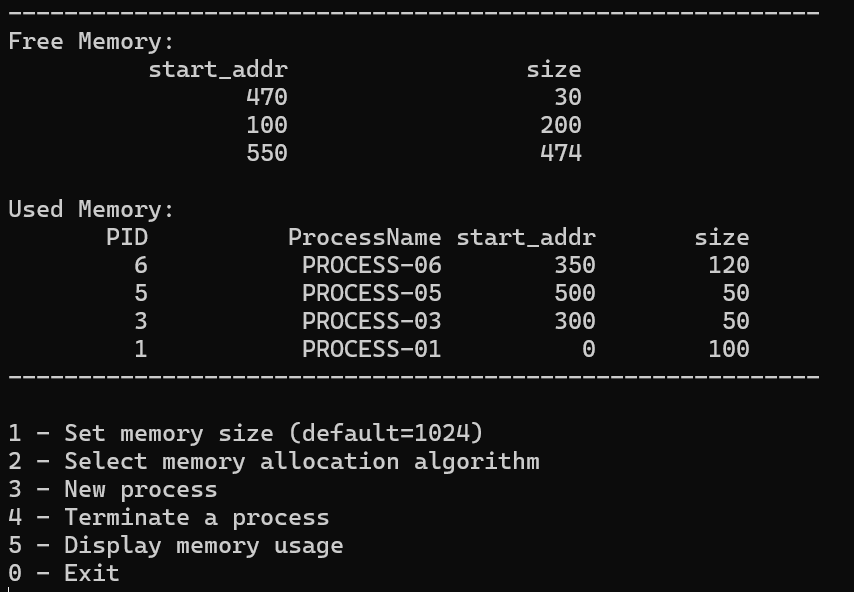 ----------------------------------------------------------
Free Memory:
          start_addr                 size
                 470                   30
                 100                  200
                 550                  474

Used Memory:
       PID          ProcessName start_addr       size
         6           PROCESS-06        350        120
         5           PROCESS-05        500         50
         3           PROCESS-03        300         50
         1           PROCESS-01          0        100
----------------------------------------------------------

1 - Set memory size (default=1024)
2 - Select memory allocation algorithm
3 - New process
4 - Terminate a process
5 - Display memory usage
0 - Exit